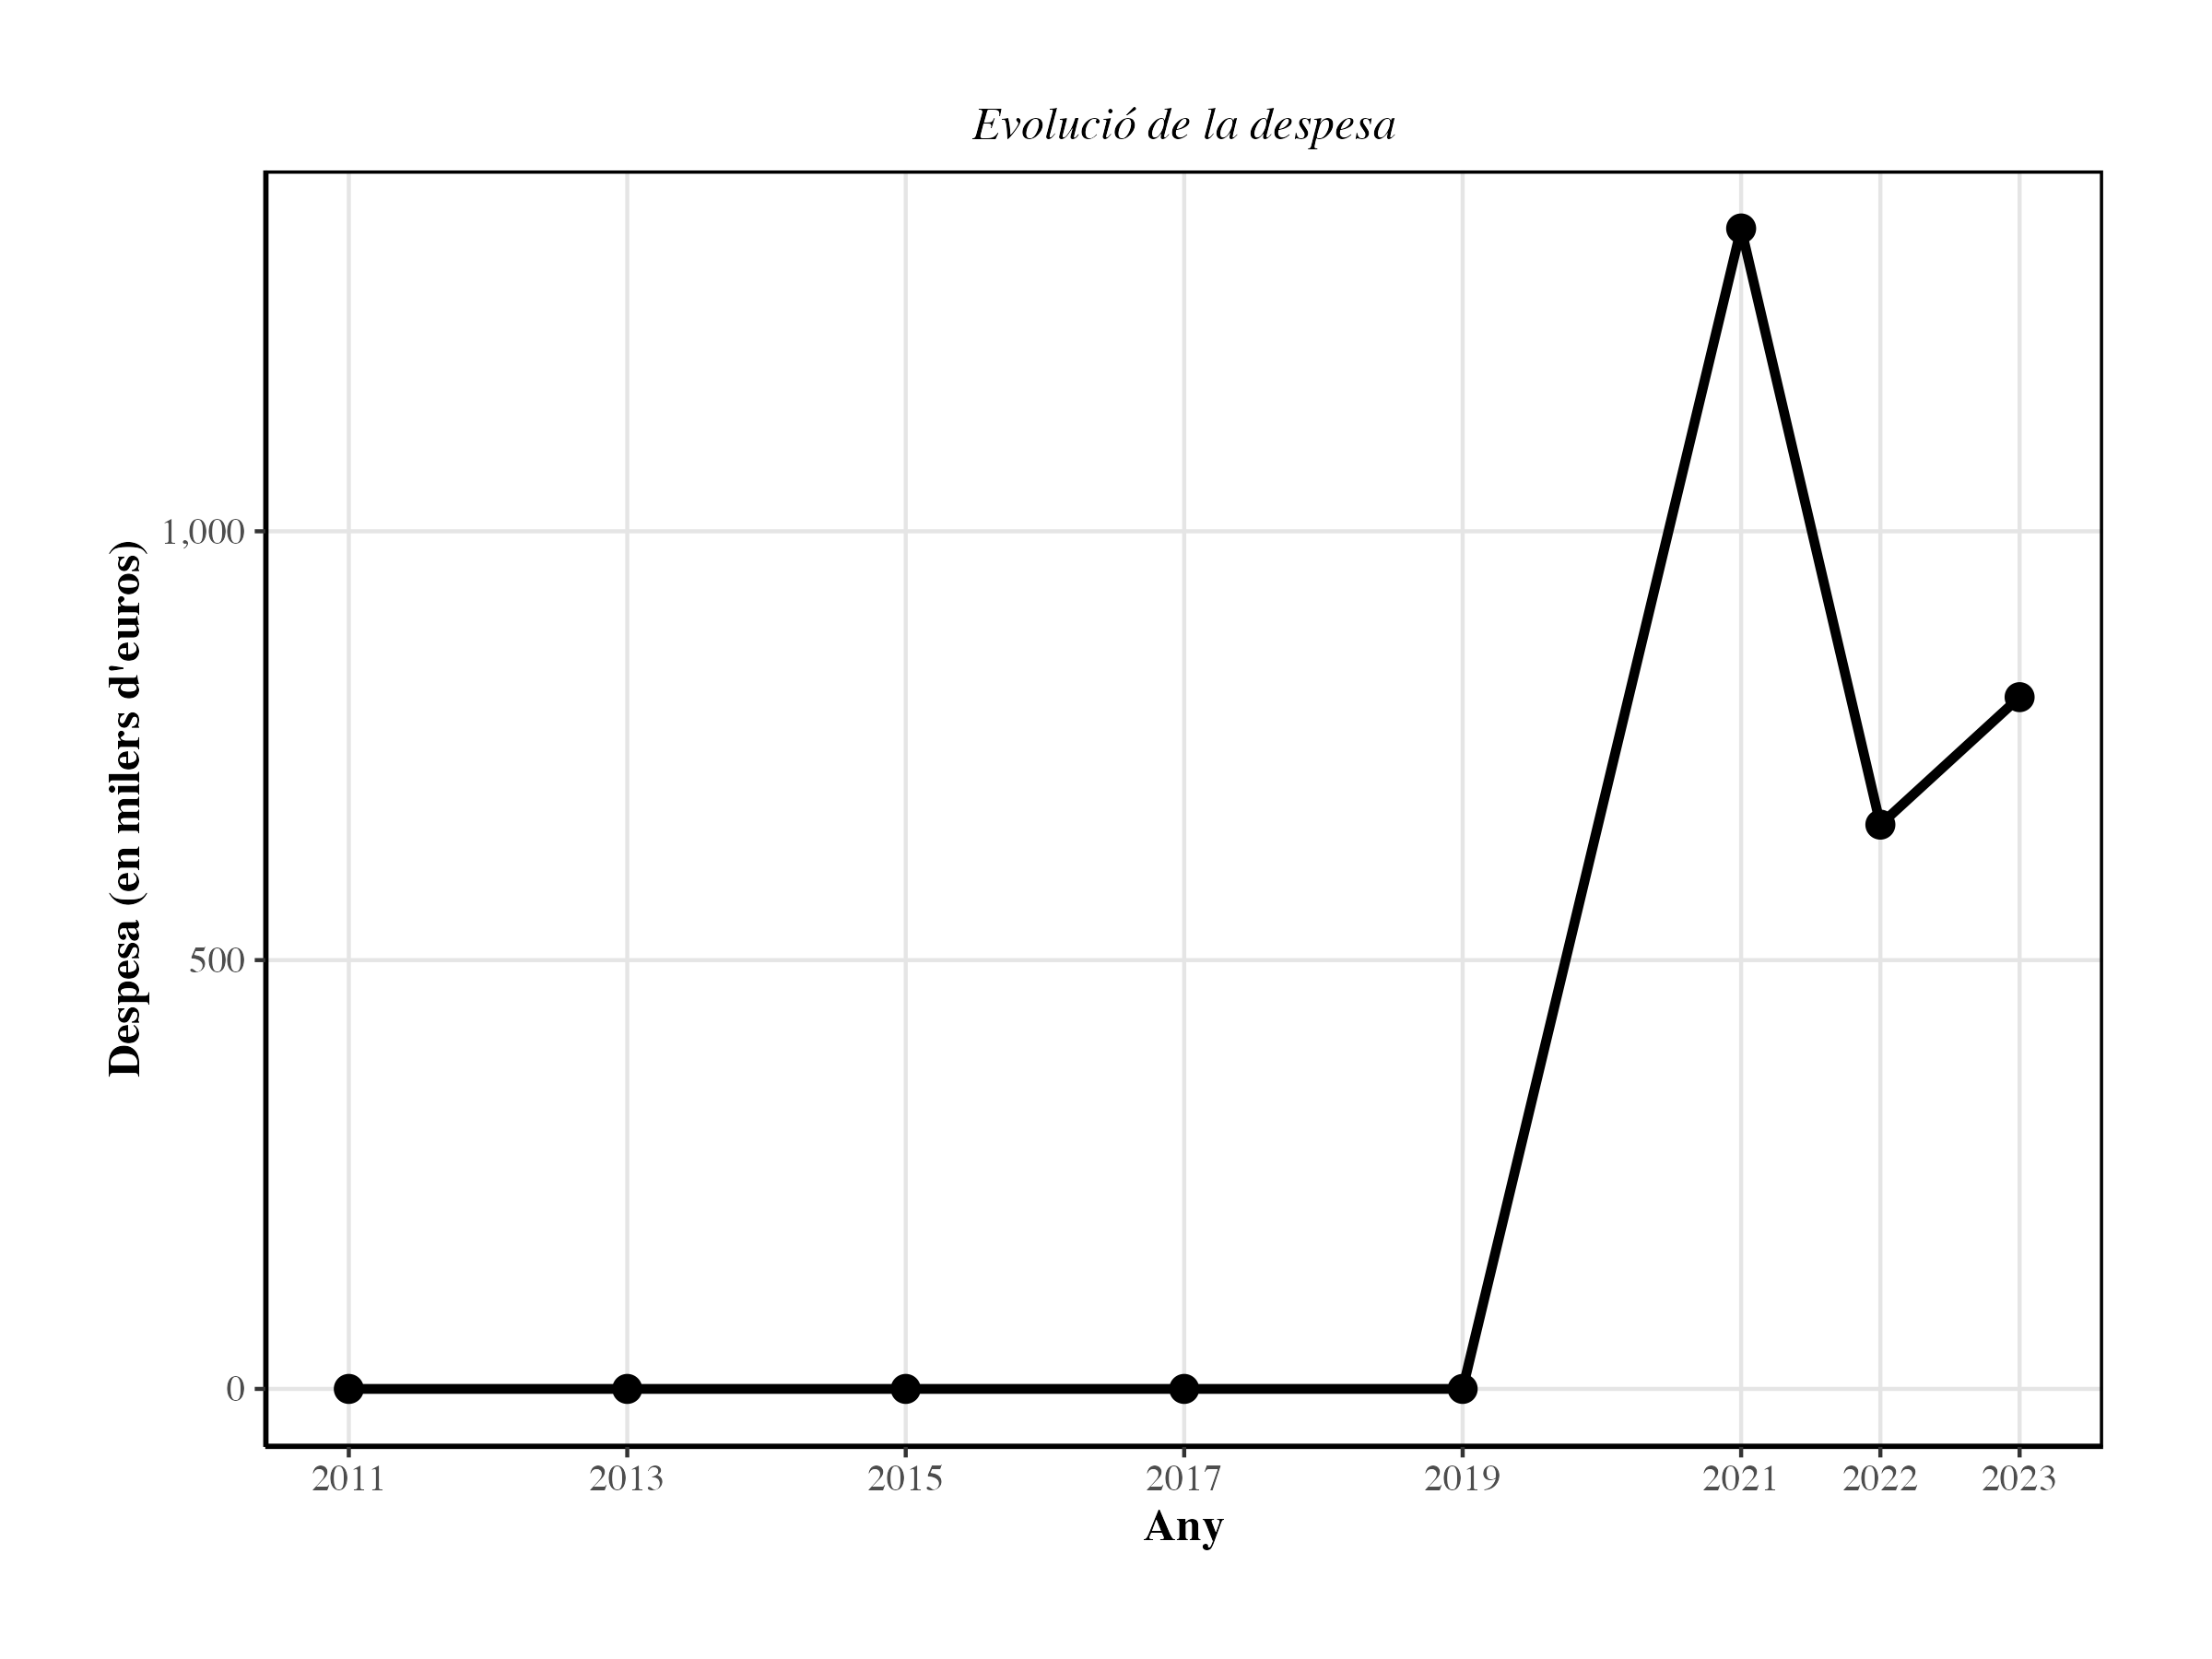 Evolució de la despesa
Despesa (en milers d'euros)
1,000
500
0
2011 2013 2015 2017 2019 2021 2022 2023
Any